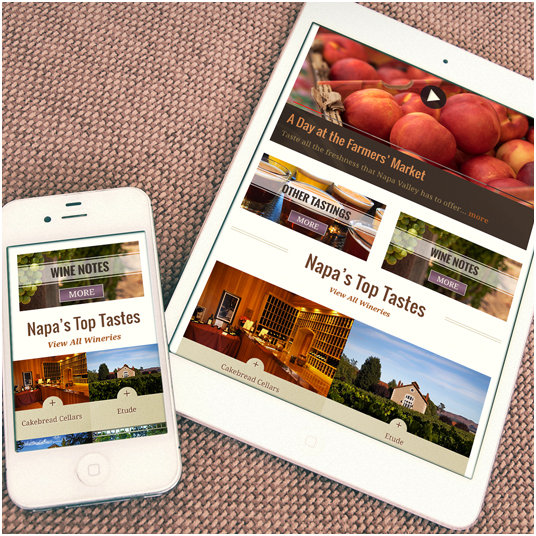 A Day at the Farmers' Market
Taste all the freshness that Napa Valley has to offer... more
OTHER TASTINGS
MORE
WINE NOTES
MORE
Napa's Top Tastes
View All Wineries
Cakebread Cellars
Etude
WINE NOTES
MORE
Napa's Top Tastes
View All Wineries
Cakebread Cellars
Etude